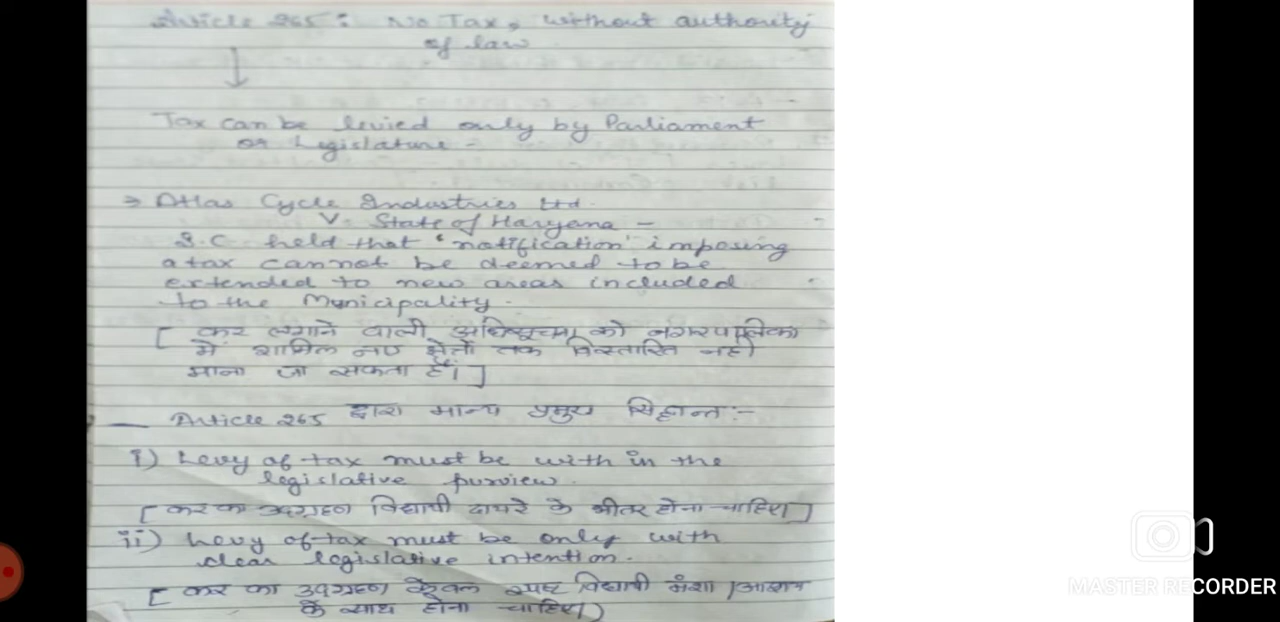 Article 265: No Tax, without authority
of law
Tax can be levied only by Parliament
or Legislature -
⇒ Atlas Cycle Industries Ltd.
V. State of Haryana -
S.C. held that 'notification' imposing
a tax cannot be deemed to be
extended to new areas included
to the Municipality.
[ कर लगाने वाली अधिसूचना को नगरपालिका
में शामिल नए क्षेत्रों तक विस्तारित नहीं
माना जा सकता है। ]
Article 265 द्वारा मान्य प्रमुख सिद्धान्त :-
i) Levy of tax must be with in the
legislative purview.
[ कर का उदग्रहण विधायी दायरे के भीतर होना चाहिए। ]
ii) Levy of tax must be only with
clear legislative intention.
[ कर का उदग्रहण केवल स्पष्ट विधायी मंशा /आशय
के साथ होना चाहिए। )
MASTER RECORDER